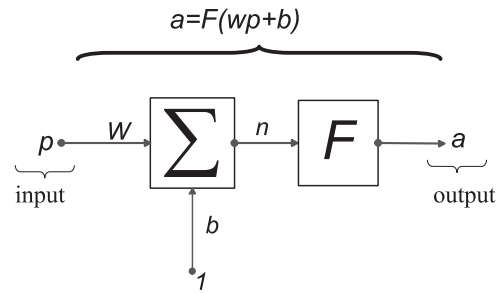 a=F(wp+b)
p W ∑ n F a
input output
b
1